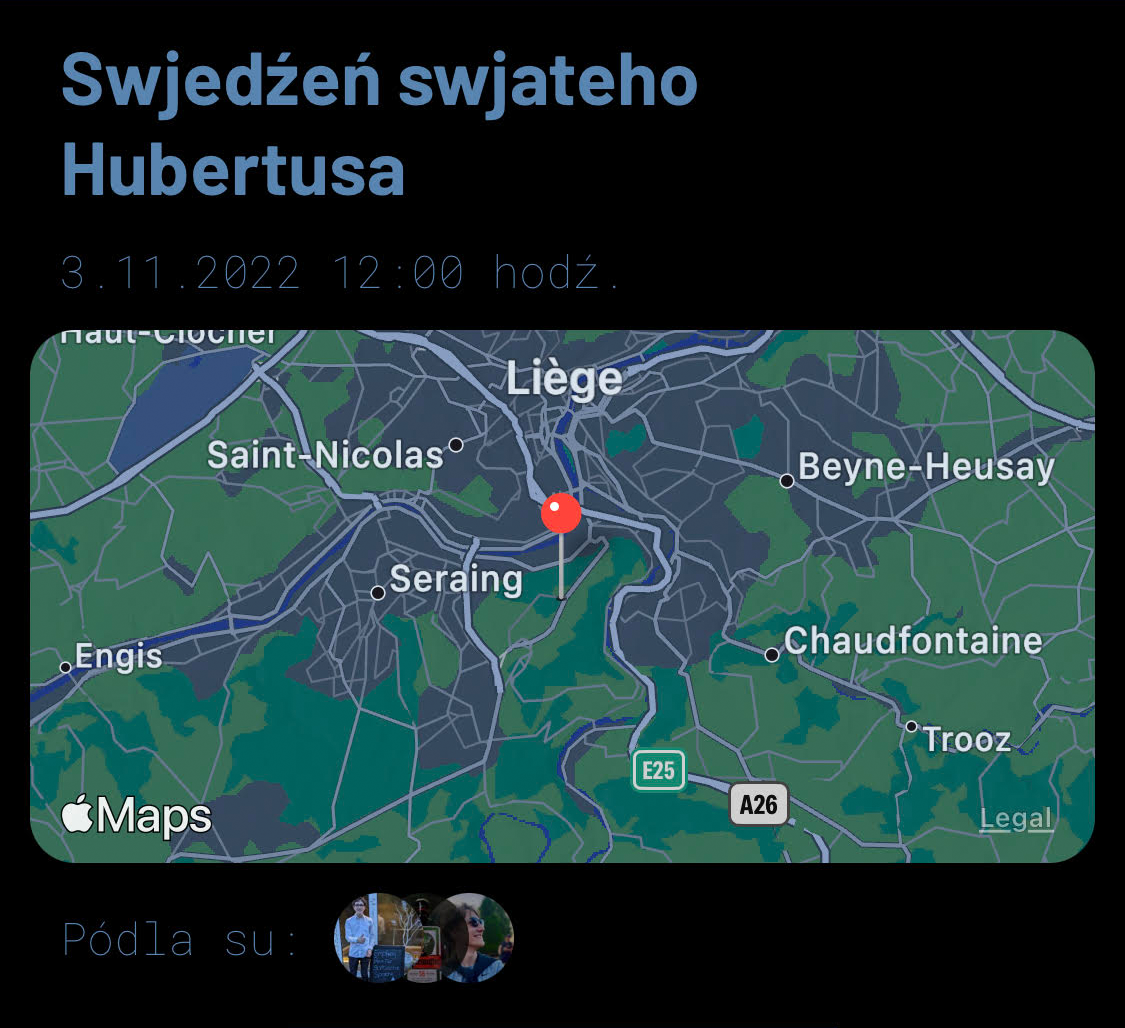 Swjedźeń swjateho
Hubertusa
3.11.2022 12:00 hodź.
Haut-Clocher
Liège
Saint-Nicolas
Beyne-Heusay
Seraing
Chaudfontaine
Engis
Trooz
E25
A26
Maps
Legal
Pódla su: